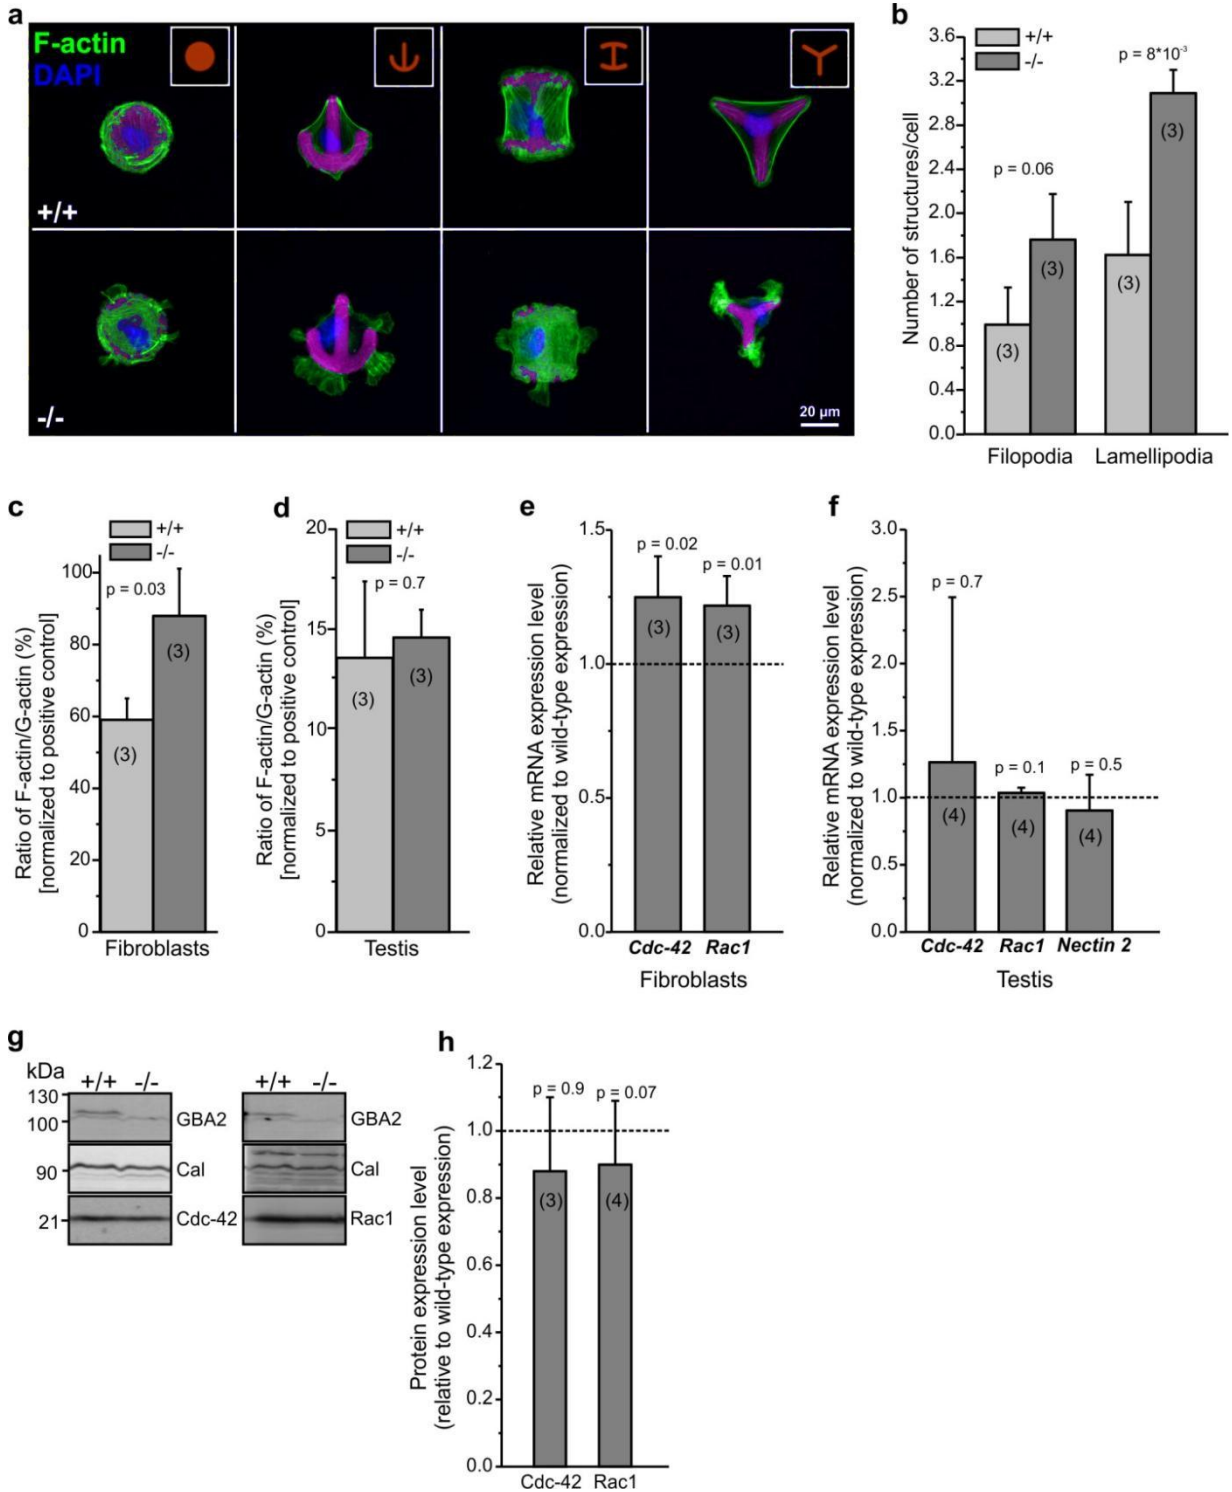 a
F-actin
DAPI
+/+
-/-
20 µm
b
+/+
-/-
Number of structures/cell
3.6
3.2
2.8
2.4
2.0
1.6
1.2
0.8
0.4
0.0
p = 0.06
p = 8*10-3
(3)
(3)
(3)
(3)
Filopodia
Lamellipodia
c
+/+
-/-
Ratio of F-actin/G-actin (%)
[normalized to positive control]
100
80
60
40
20
0
p = 0.03
(3)
(3)
Fibroblasts
d
+/+
-/-
Ratio of F-actin/G-actin (%)
[normalized to positive control]
20
15
10
5
0
p = 0.7
(3)
(3)
Testis
e
Relative mRNA expression level
(normalized to wild-type expression)
1.5
1.0
0.5
0.0
p = 0.02
p = 0.01
(3)
(3)
Cdc-42
Rac1
Fibroblasts
f
Relative mRNA expression level
(normalized to wild-type expression)
3.0
2.5
2.0
1.5
1.0
0.5
0.0
p = 0.7
p = 0.1
p = 0.5
(4)
(4)
(4)
Cdc-42
Rac1
Nectin 2
Testis
g
kDa
+/+
-/-
+/+
-/-
130
100
90
21
GBA2
Cal
Cdc-42
GBA2
Cal
Rac1
h
Protein expression level
(relative to wild-type expression)
1.2
1.0
0.8
0.6
0.4
0.2
0.0
p = 0.9
p = 0.07
(3)
(4)
Cdc-42
Rac1